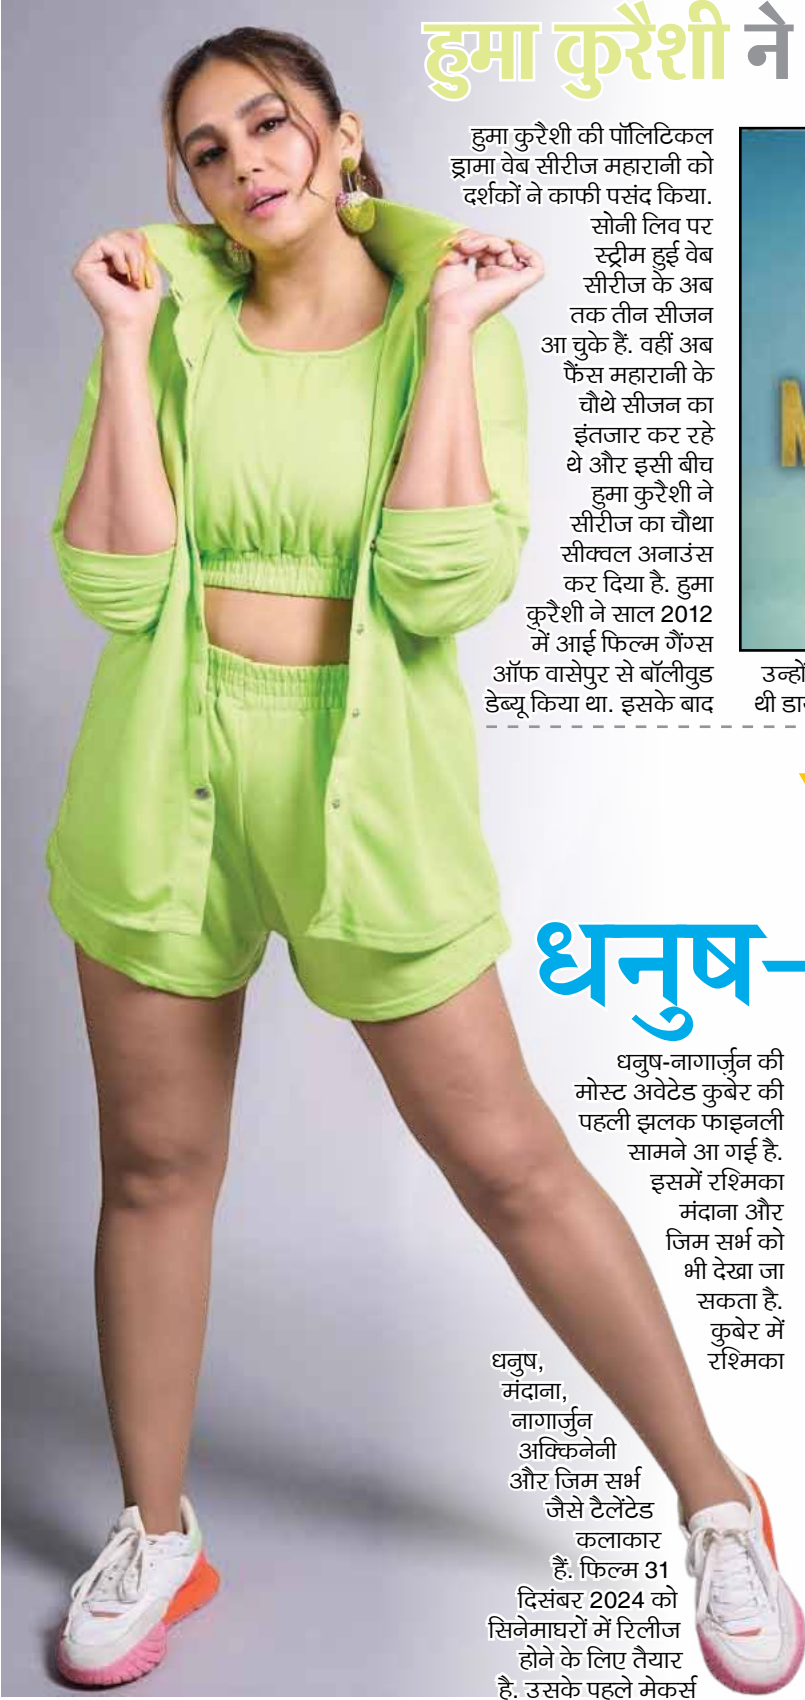 हुमा कुरैशी ने
हुमा कुरैशी की पॉलिटिकल
ड्रामा वेब सीरीज महारानी को
दर्शकों ने काफी पसंद किया.
सोनी लिव पर
स्ट्रीम हुई वेब
सीरीज के अब
तक तीन सीजन
आ चुके हैं. वहीं अब
फैंस महारानी के
चौथे सीजन का
इंतजार कर रहे
थे और इसी बीच
हुमा कुरैशी ने
सीरीज का चौथा
सीक्वल अनाउंस
कर दिया है. हुमा
कुरैशी ने साल 2012
में आई फिल्म गैंग्स
ऑफ वासेपुर से बॉलीवुड
डेब्यू किया था. इसके बाद
थी
धनुष-
धनुष-नागार्जुन की
मोस्ट अवेटेड कुबेर की
पहली झलक फाइनली
सामने आ गई है.
इसमें रश्मिका
मंदाना और
जिम सर्भ को
भी देखा जा
सकता है.
कुबेर में
रश्मिका
धनुष,
मंदाना,
नागार्जुन
अक्किनेनी
और जिम सर्भ
जैसे टैलेंटेड
कलाकार
हैं. फिल्म 31
दिसंबर 2024 को
सिनेमाघरों में रिलीज
होने के लिए तैयार
है. उसके पहले मेकर्स